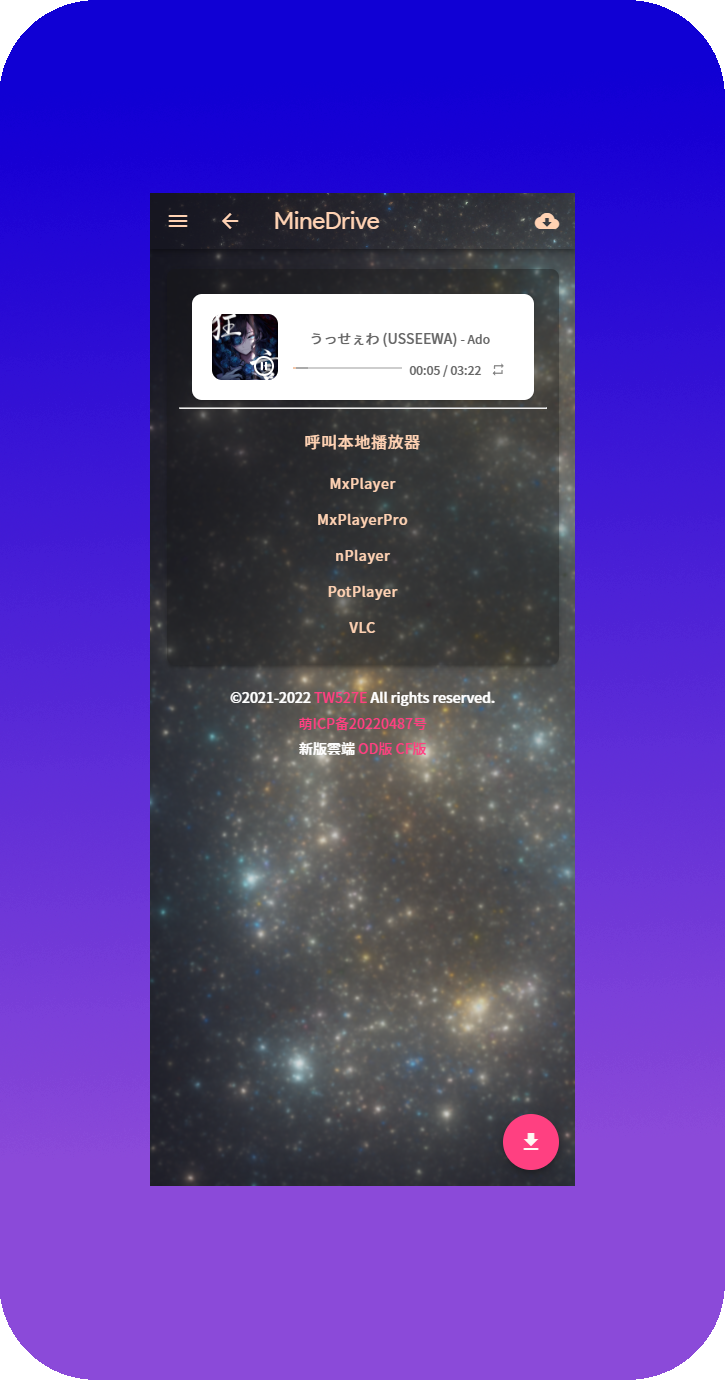 MineDrive
狂
うっせぇわ (USSEEWA) - Ado
00:05 / 03:22
呼叫本地播放器
MxPlayer
MxPlayerPro
nPlayer
PotPlayer
VLC
©2021-2022 TW527E All rights reserved.
萌ICP备20220487号
新版雲端 OD版 CF版